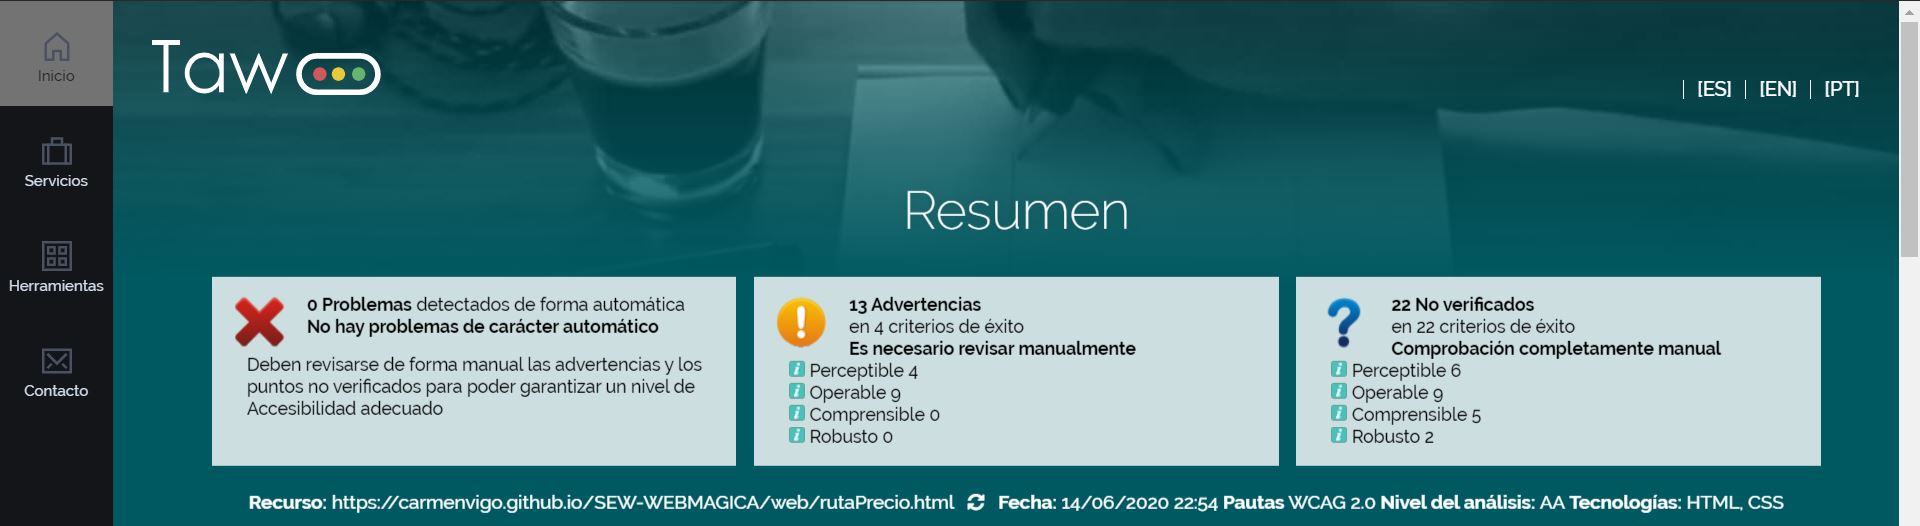 Inicio
Servicios
Herramientas
Contacto
Taw
[ES] | [EN] | [PT]
Resumen
0 Problemas detectados de forma automática
No hay problemas de carácter automático
Deben revisarse de forma manual las advertencias y los
puntos no verificados para poder garantizar un nivel de
Accesibilidad adecuado
13 Advertencias
en 4 criterios de éxito
Es necesario revisar manualmente
Perceptible 4
Operable 9
Comprensible 0
Robusto 0
22 No verificados
en 22 criterios de éxito
Comprobación completamente manual
Perceptible 6
Operable 9
Comprensible 5
Robusto 2
Recurso: https://carmenvigo.github.io/SEW-WEBMAGICA/web/rutaPrecio.html Fecha: 14/06/2020 22:54 Pautas WCAG 2.0 Nivel del análisis: AA Tecnologías: HTML, CSS